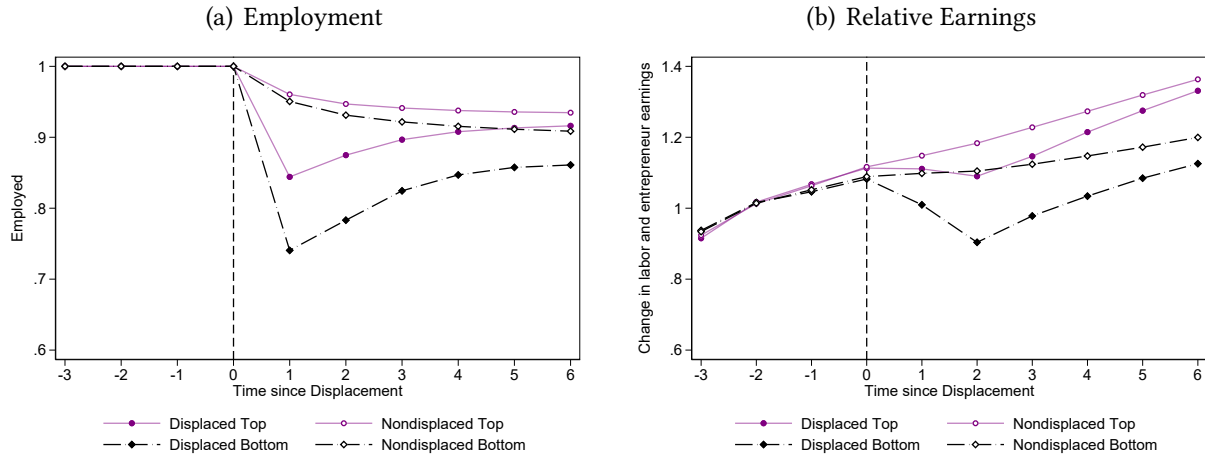 (a) Employment
1
.9
.8
.7
.6
Employed
-3 -2 -1 0 1 2 3 4 5 6
Time since Displacement
Displaced Top Nondisplaced Top
Displaced Bottom Nondisplaced Bottom
(b) Relative Earnings
1.4
1.2
1
.8
.6
Change in labor and entrepreneur earnings
-3 -2 -1 0 1 2 3 4 5 6
Time since Displacement
Displaced Top Nondisplaced Top
Displaced Bottom Nondisplaced Bottom